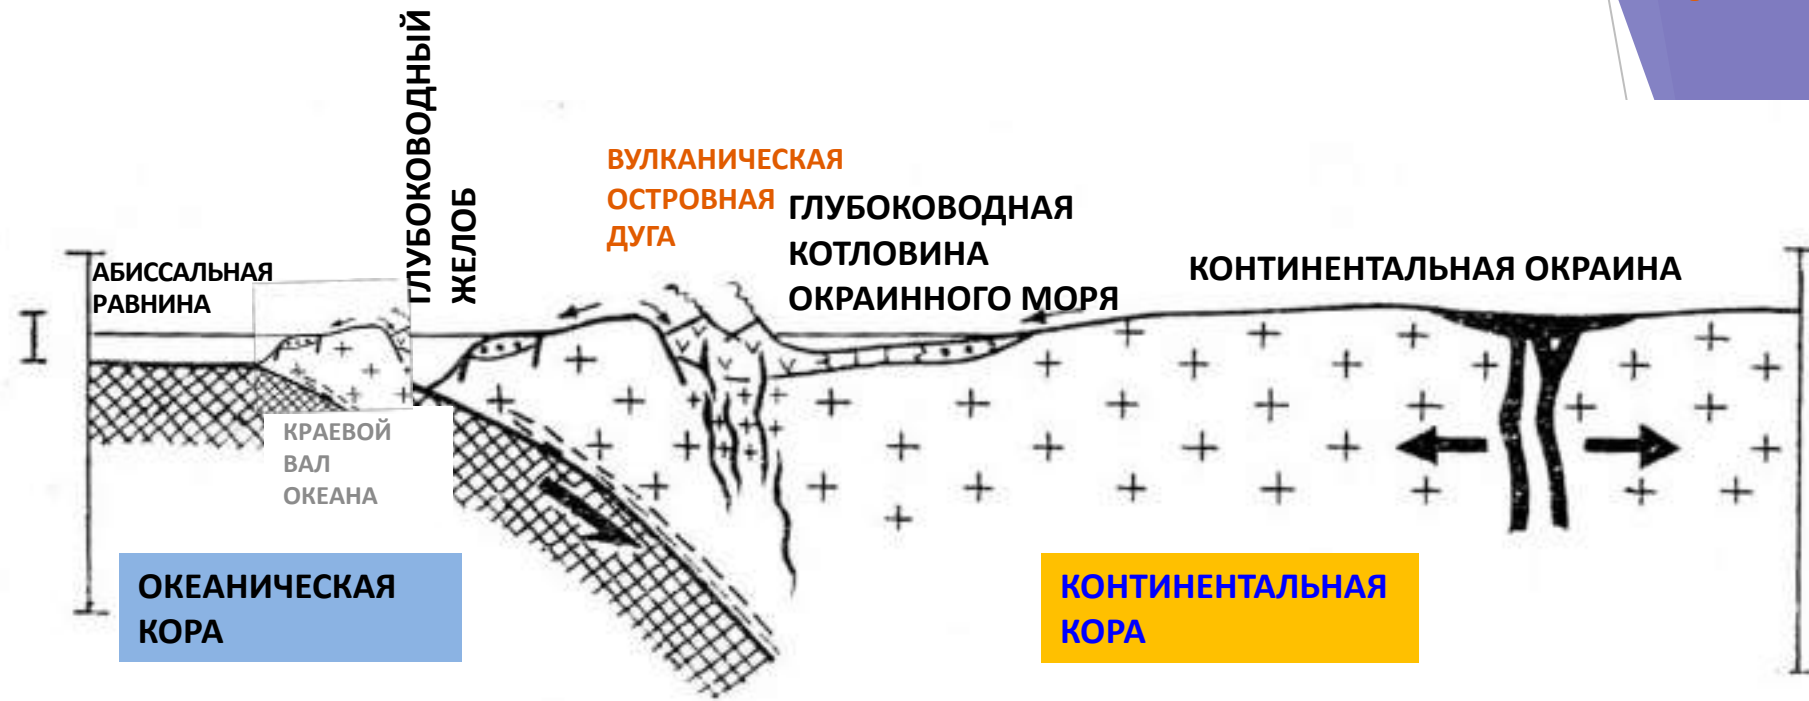 ГЛУБОКОВОДНЫЙ
ЖЕЛОБ
ВУЛКАНИЧЕСКАЯ
ОСТРОВНАЯ
ДУГА
ГЛУБОКОВОДНАЯ
КОТЛОВИНА
ОКРАИННОГО МОРЯ
АБИССАЛЬНАЯ
РАВНИНА
КОНТИНЕНТАЛЬНАЯ ОКРАИНА
I
КРАЕВОЙ
ВАЛ
ОКЕАНА
ОКЕАНИЧЕСКАЯ
КОРА
КОНТИНЕНТАЛЬНАЯ
КОРА